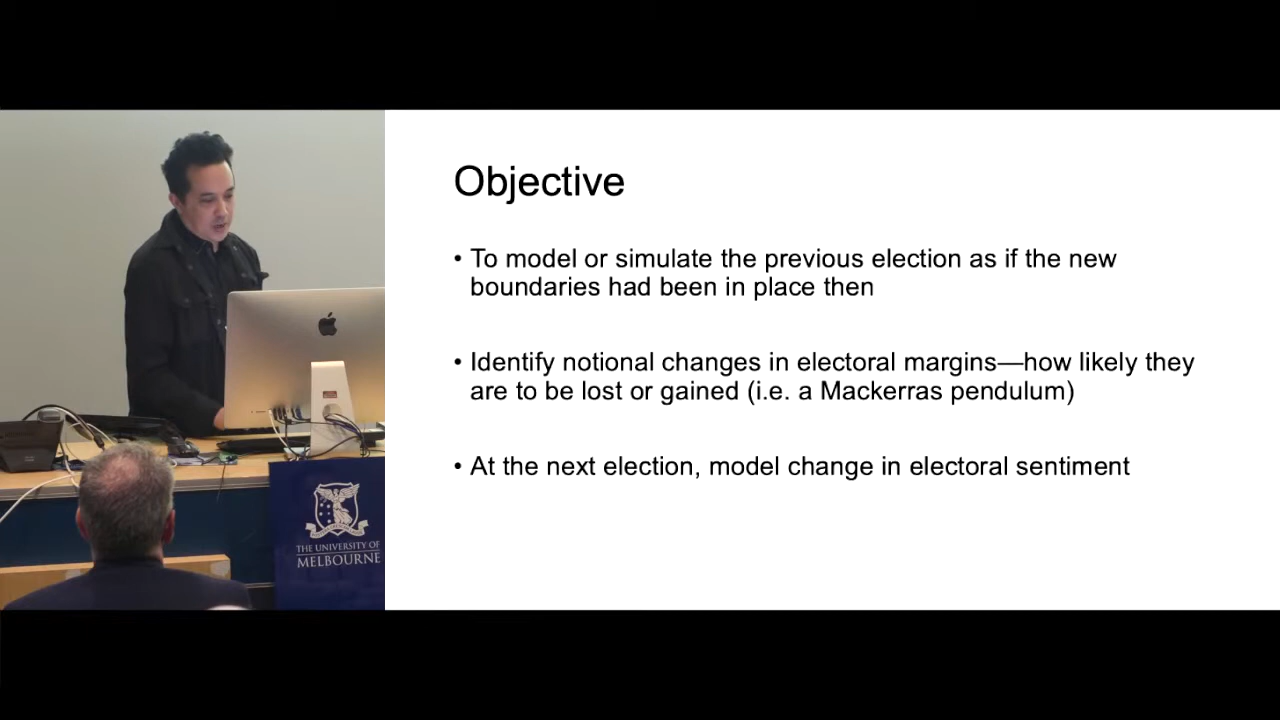 Objective
• To model or simulate the previous election as if the new
boundaries had been in place then
• Identify notional changes in electoral margins—how likely they
are to be lost or gained (i.e. a Mackerras pendulum)
• At the next election, model change in electoral sentiment
THE UNIVERSITY OF
MELBOURNE